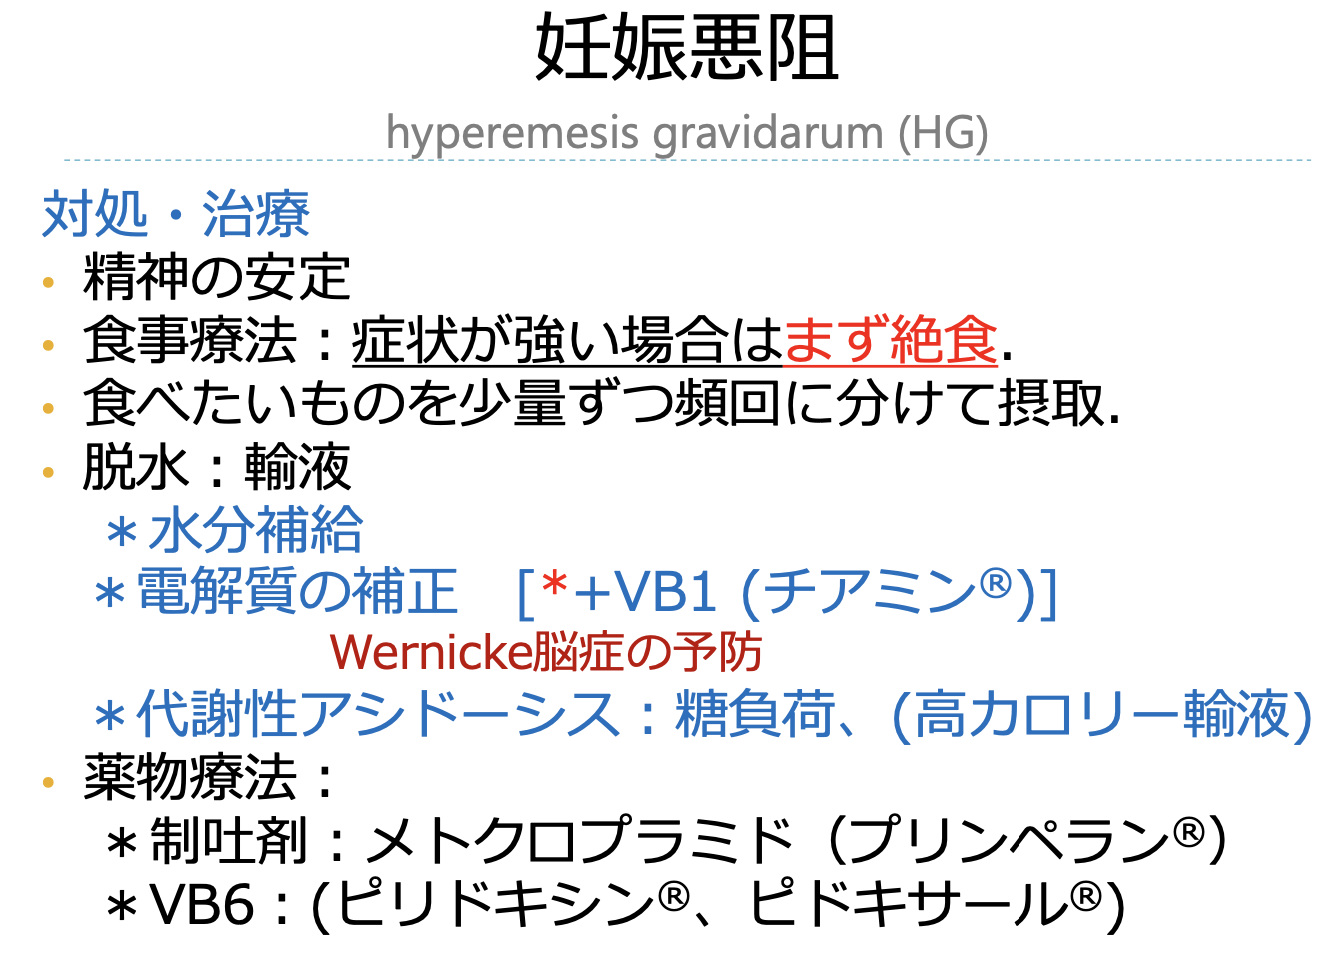 妊娠悪阻
hyperemesis gravidarum (HG)
対処・治療
• 精神の安定
• 食事療法：症状が強い場合はまず絶食.
• 食べたいものを少量ずつ頻回に分けて摂取.
• 脱水：輸液
＊水分補給
＊電解質の補正　[*+VB1 (チアミン®)]
Wernicke脳症の予防
＊代謝性アシドーシス：糖負荷、(高カロリー輸液)
• 薬物療法：
＊制吐剤：メトクロプラミド（プリンペラン®）
＊VB6：(ピリドキシン®、ピドキサール®)